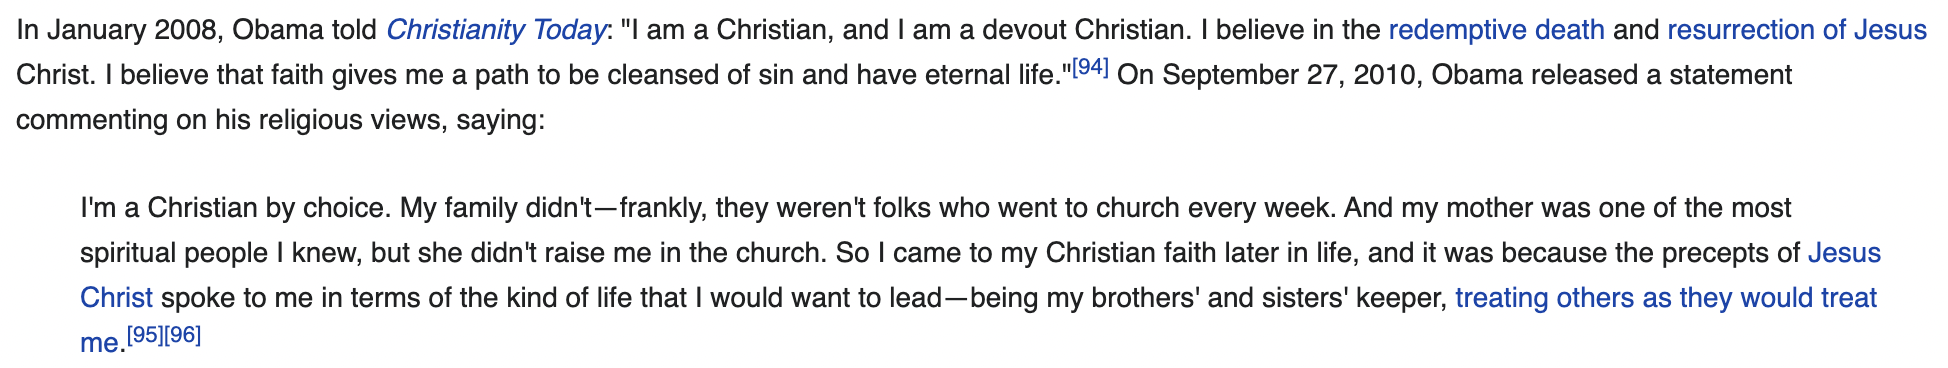 In January 2008, Obama told Christianity Today: "I am a Christian, and I am a devout Christian. I believe in the redemptive death and resurrection of Jesus
Christ. I believe that faith gives me a path to be cleansed of sin and have eternal life."[94] On September 27, 2010, Obama released a statement
commenting on his religious views, saying:
I'm a Christian by choice. My family didn't—frankly, they weren't folks who went to church every week. And my mother was one of the most
spiritual people I knew, but she didn't raise me in the church. So I came to my Christian faith later in life, and it was because the precepts of Jesus
Christ spoke to me in terms of the kind of life that I would want to lead—being my brothers' and sisters' keeper, treating others as they would treat
me.[95][96]